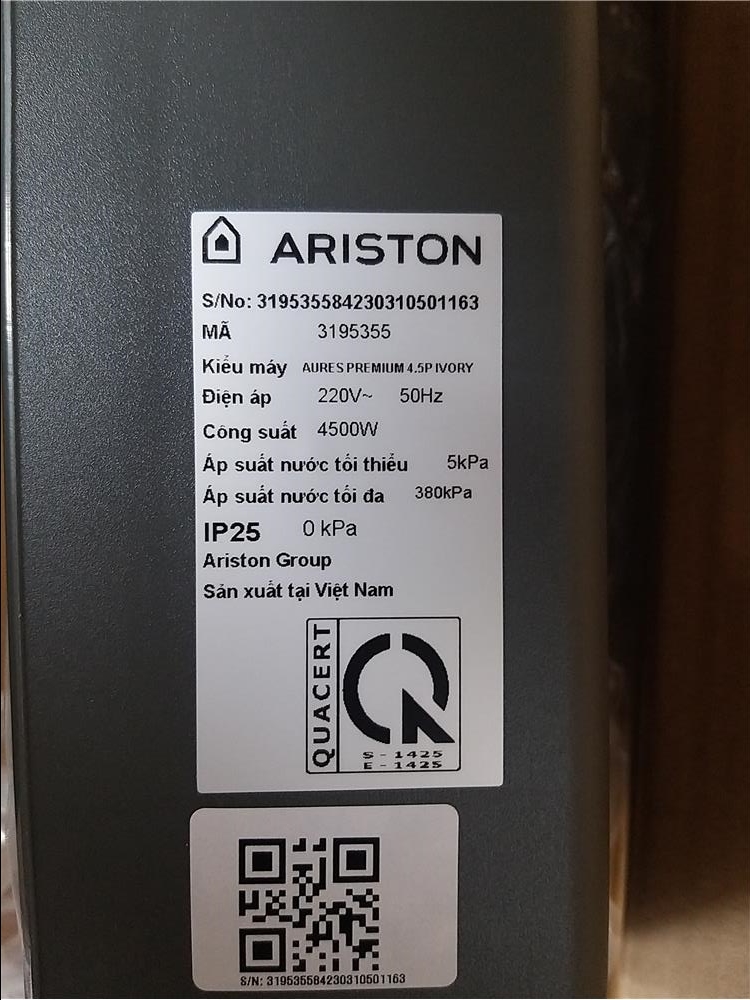 ARISTON
S/No: 319535584230310501163
MÃ 3195355
Kiểu máy AURES PREMIUM 4.5P IVORY
Điện áp 220V~ 50Hz
Công suất 4500W
Áp suất nước tối thiểu 5kPa
Áp suất nước tối đa 380kPa
IP25 0 kPa
Ariston Group
Sản xuất tại Việt Nam
QUACERT
S - 1425
E - 1425
S/N: 319535584230310501163